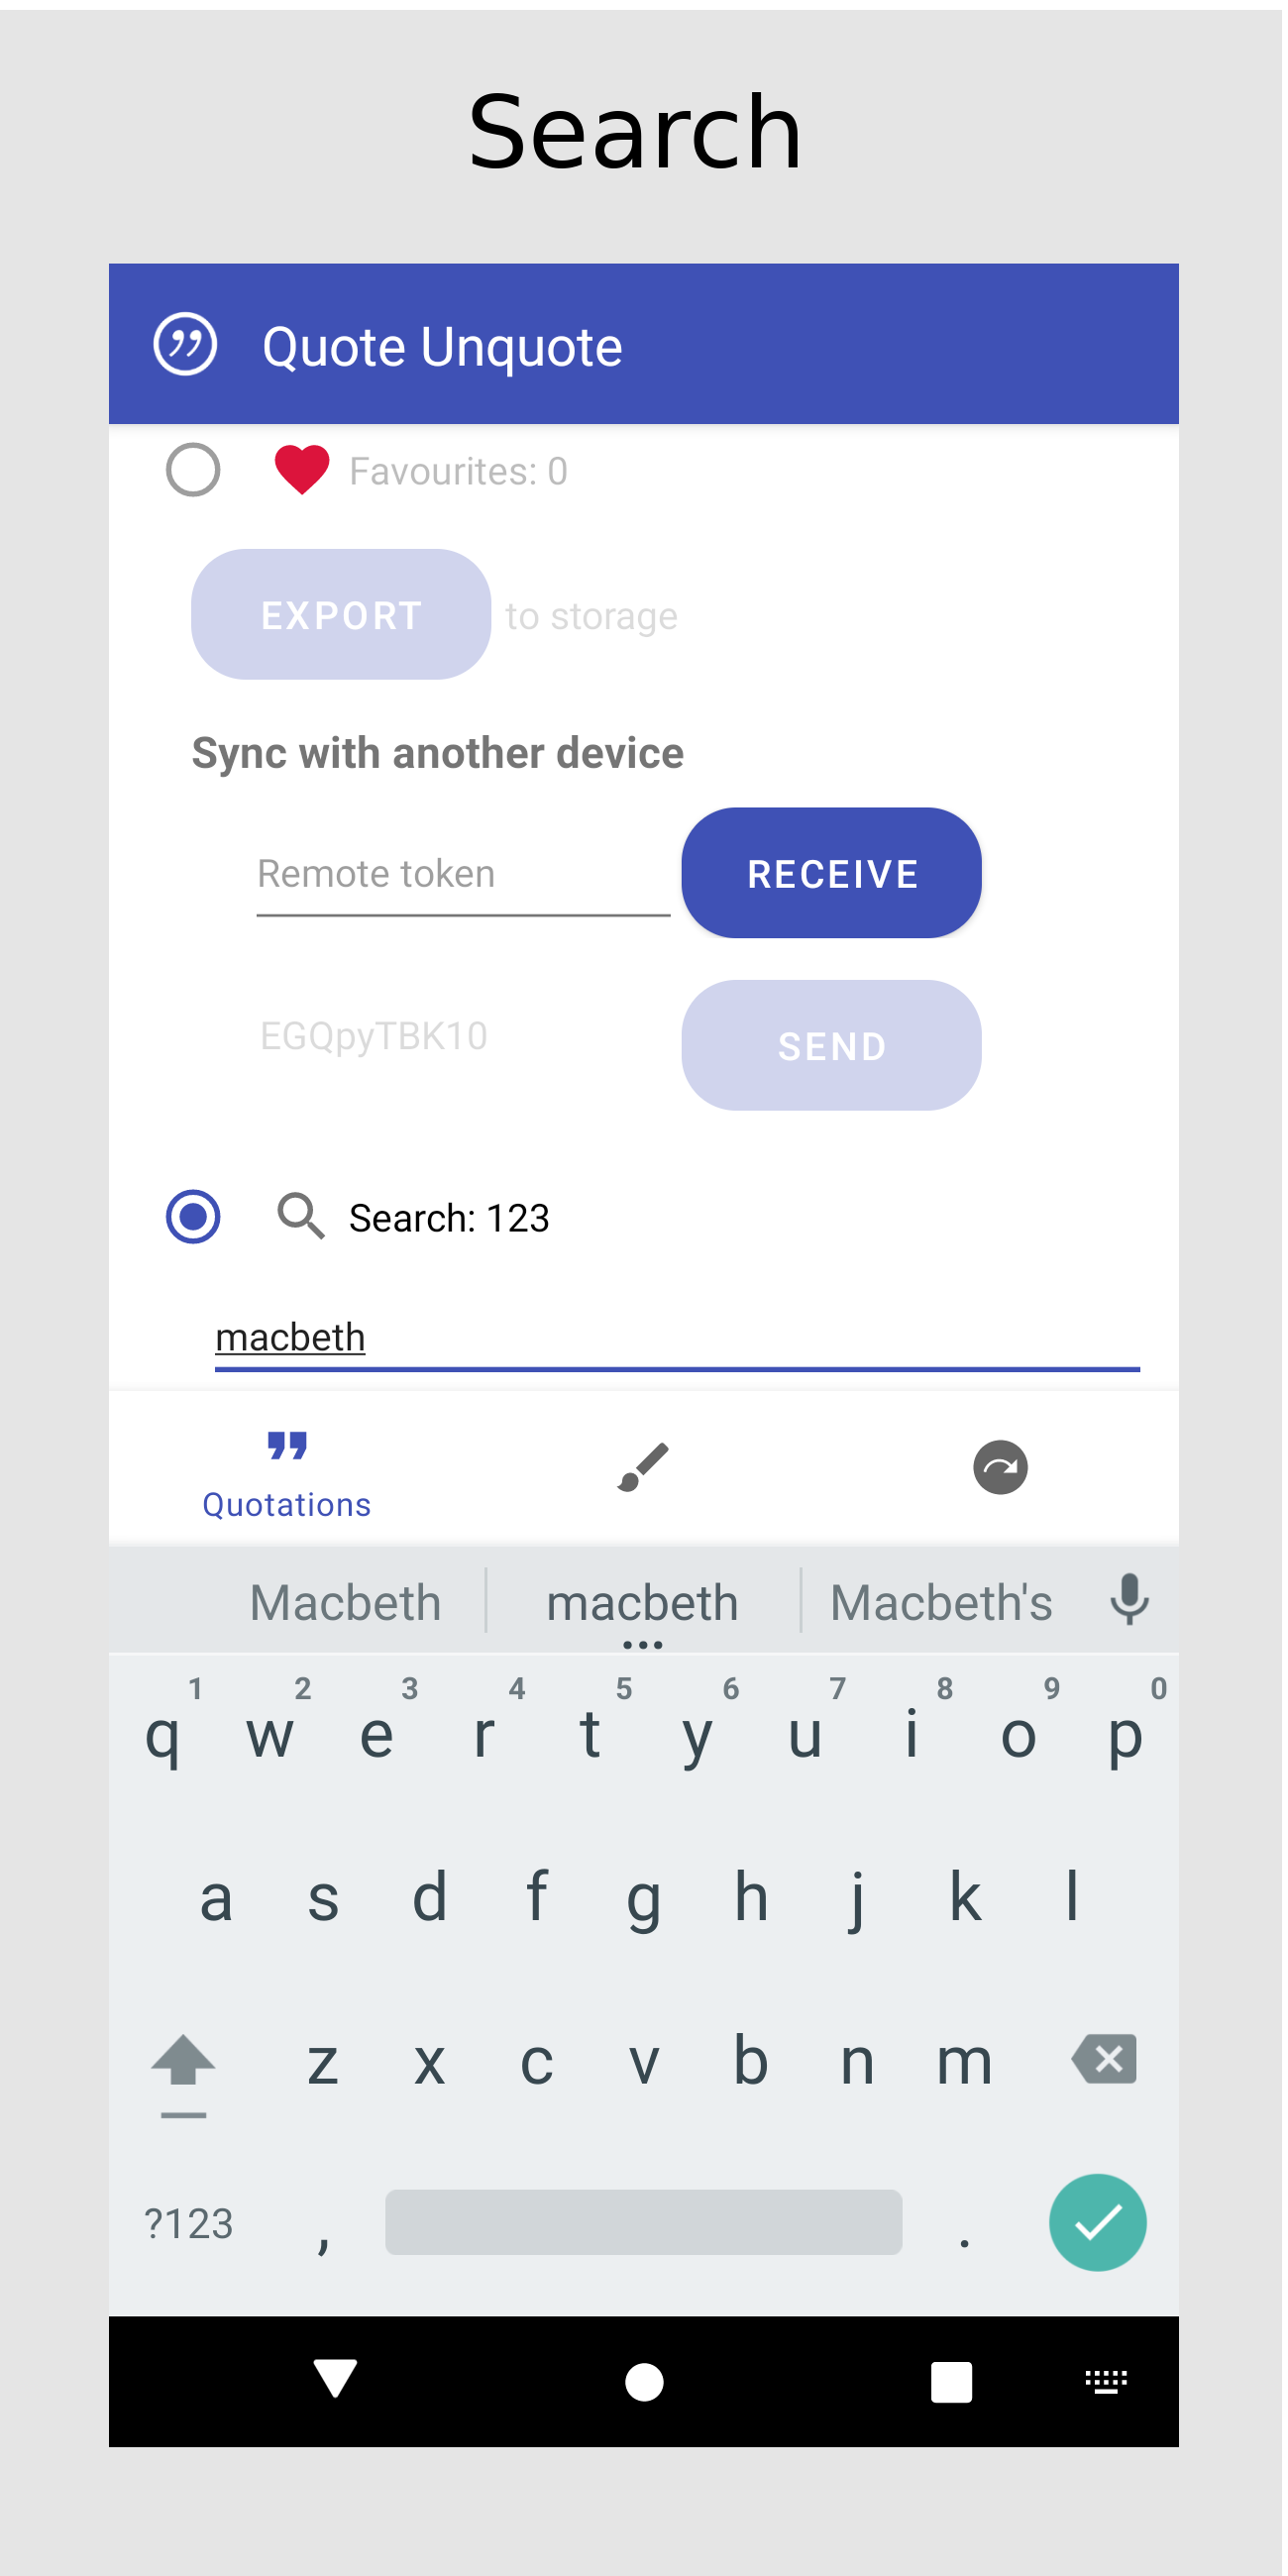 Search
Quote Unquote
Favourites: 0
EXPORT to storage
Sync with another device
Remote token RECEIVE
EGQpyTBK10 SEND
Search: 123
macbeth
Quotations
Macbeth macbeth Macbeth's
1 2 3 4 5 6 7 8 9 0
q w e r t y u i o p
a s d f g h j k l
z x c v b n m
?123 , .